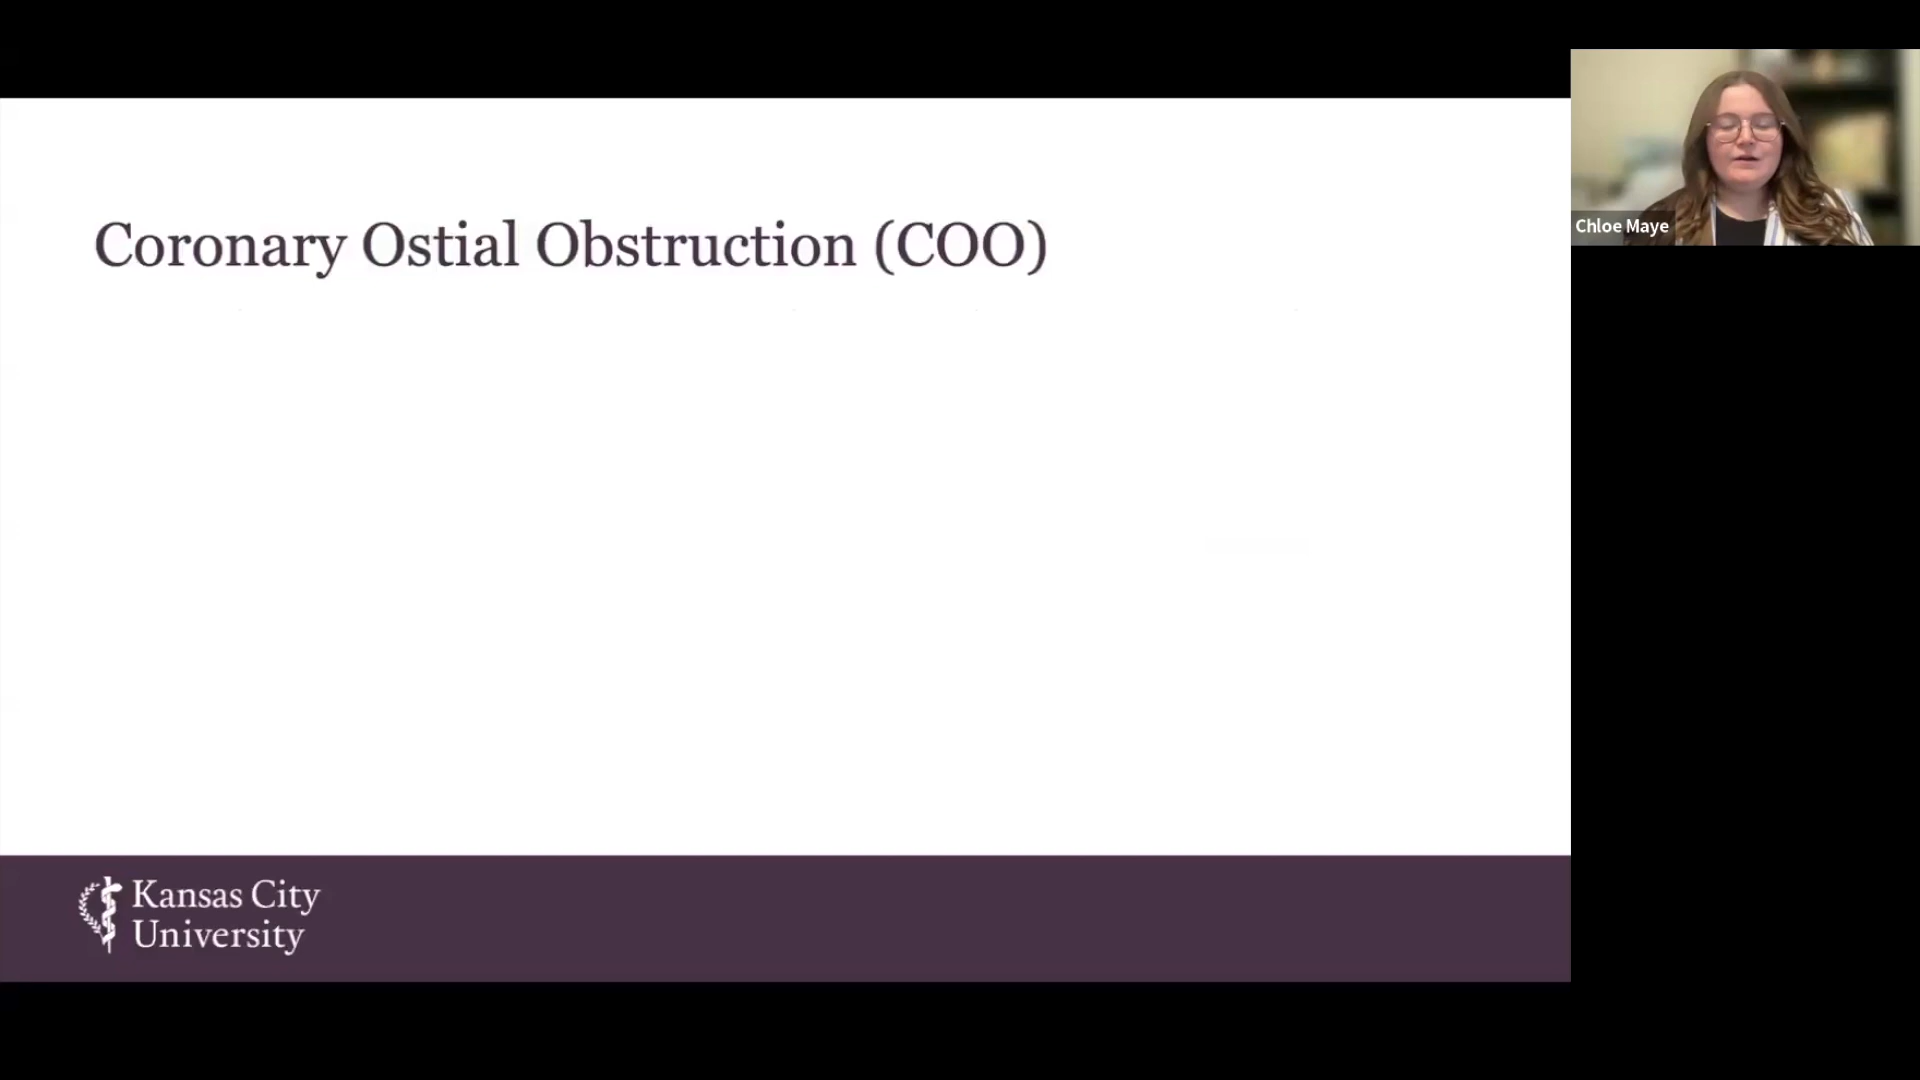 Coronary Ostial Obstruction (COO)
Chloe Maye
Kansas City
University